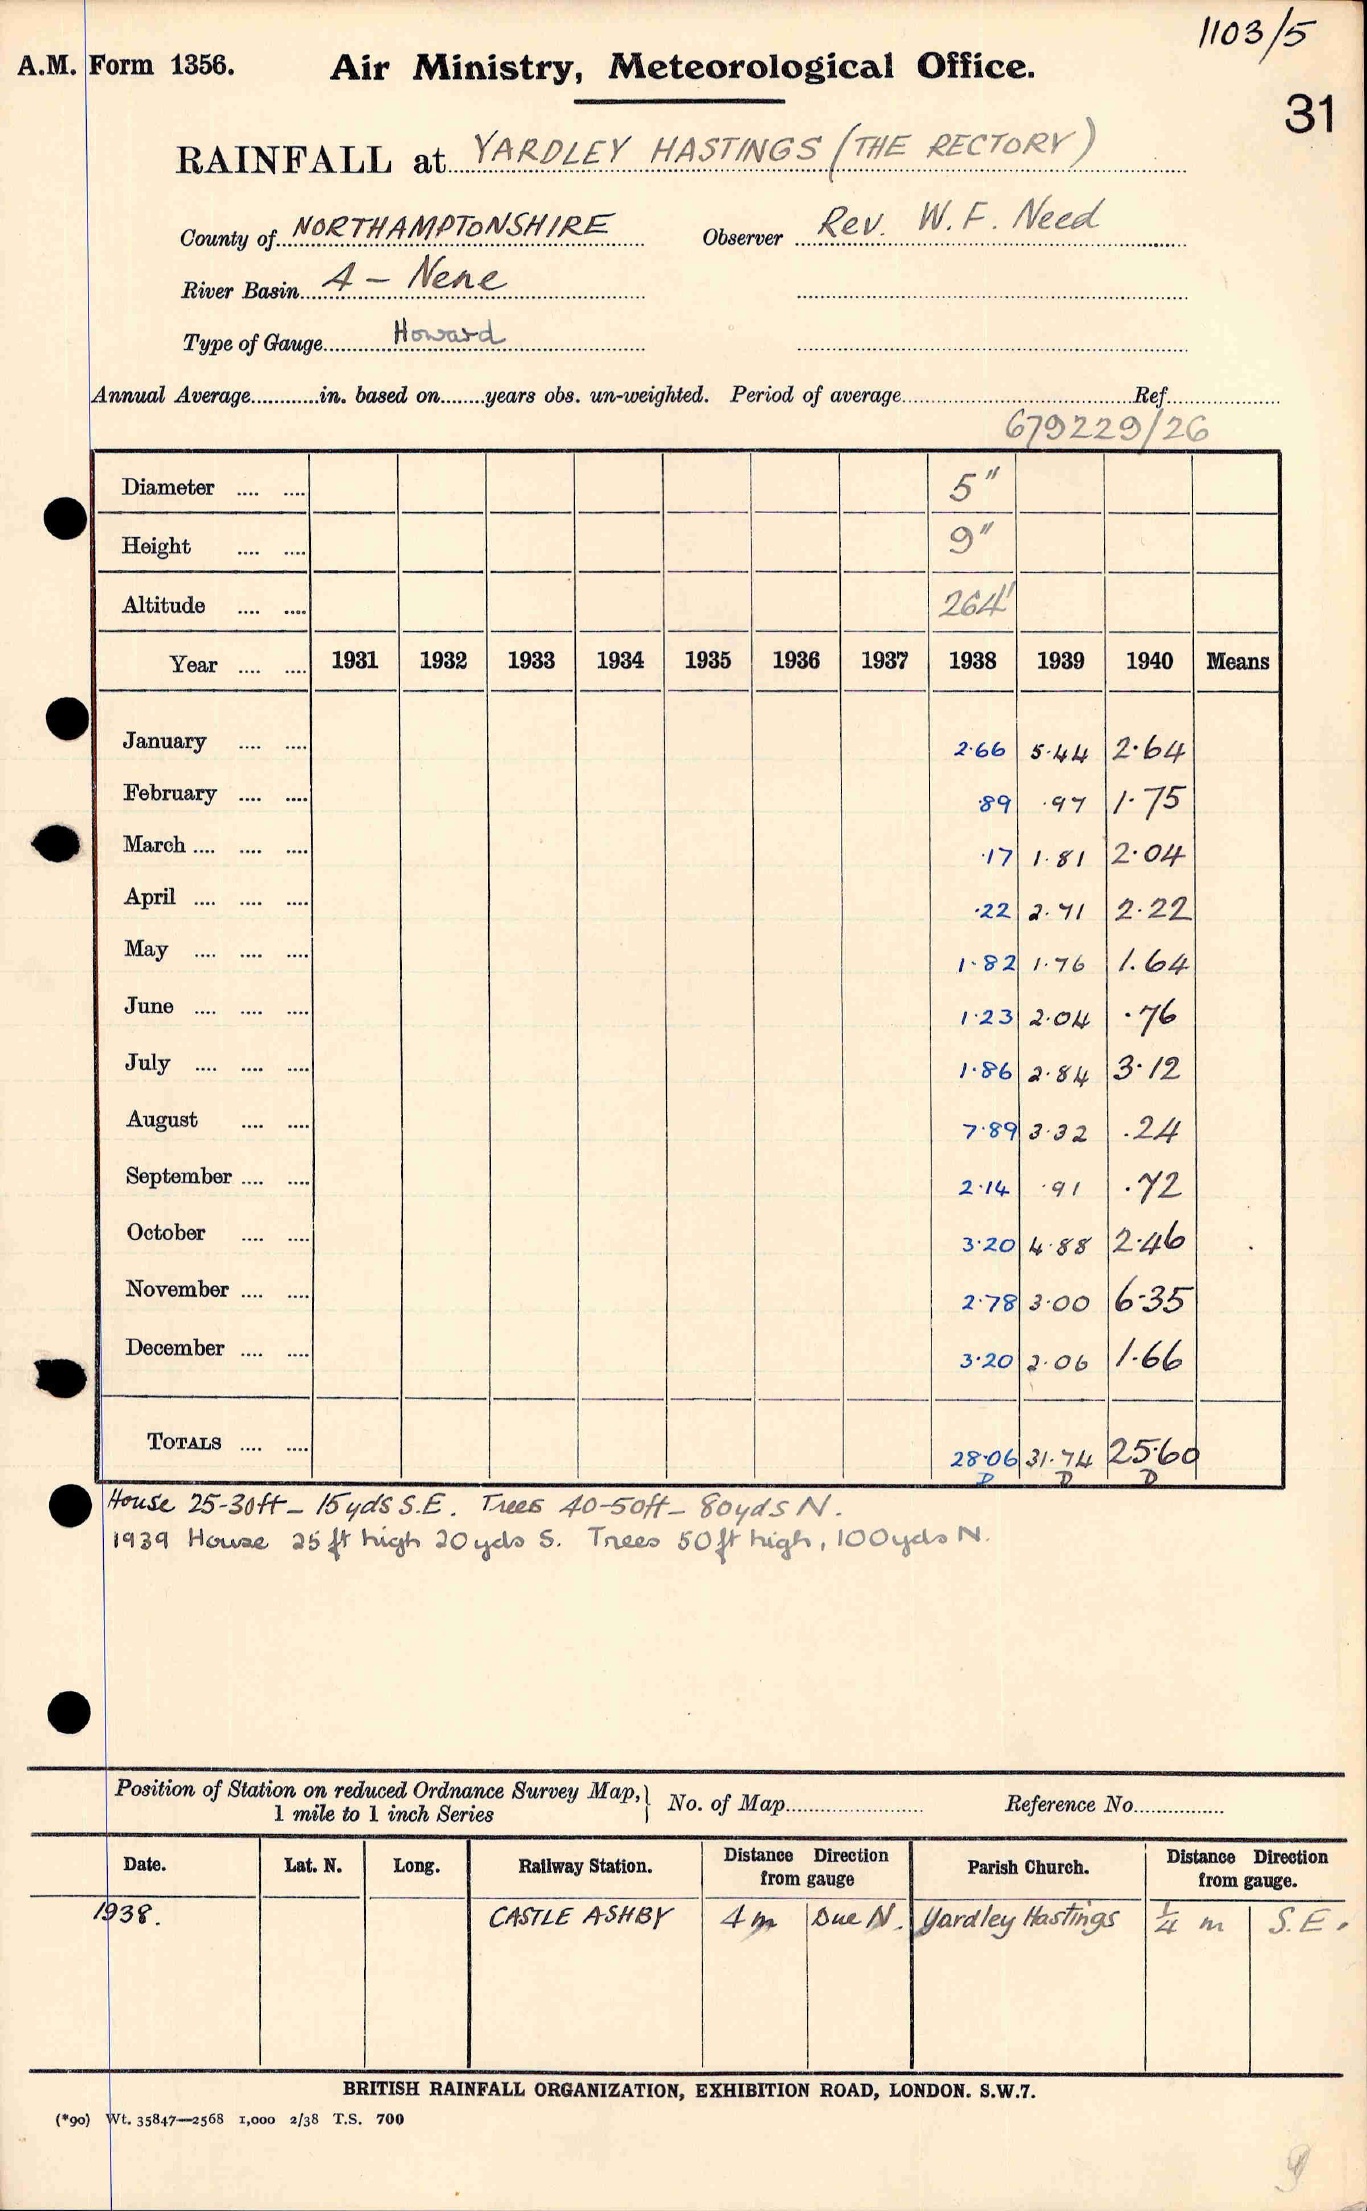 1103/5
A.M. Form 1356. Air Ministry, Meteorological Office.
31
RAINFALL at YARDLEY HASTINGS (THE RECTORY)
County of NORTHAMPTONSHIRE Observer Rev. W. F. Need
River Basin 4 - Nene
Type of Gauge Howard
Annual Average............in. based on........years obs. un-weighted. Period of average..............Ref..............
679229/26
Diameter .... .... 5"
Height .... .... 9"
Altitude .... .... 264'
Year .... .... 1931 1932 1933 1934 1935 1936 1937 1938 1939 1940 Means
January .... .... 2·66 5·44 2·64
February .... .... ·89 ·97 1·75
March .... .... .... ·17 1·81 2·04
April .... .... .... ·22 2·71 2·22
May .... .... .... 1·82 1·76 1·64
June .... .... .... 1·23 2·04 ·76
July .... .... .... 1·86 2·84 3·12
August .... .... 7·89 3·32 ·24
September .... .... 2·14 ·91 ·72
October .... .... 3·20 4·88 2·46
November .... .... 2·78 3·00 6·35
December .... .... 3·20 2·06 1·66
TOTALS .... .... 28·06 31·74 25·60
D D D
House 25-30ft - 15yds S.E. Trees 40-50ft - 80yds N.
1939 House 25 ft high 20yds S. Trees 50ft high, 100yds N.
Position of Station on reduced Ordnance Survey Map,} No. of Map........................ Reference No................
1 mile to 1 inch Series
Date. Lat. N. Long. Railway Station. Distance Direction from gauge Parish Church. Distance Direction from gauge.
1938. CASTLE ASHBY 4 m Due N. Yardley Hastings 1/4 m S.E.
BRITISH RAINFALL ORGANIZATION, EXHIBITION ROAD, LONDON. S.W.7.
(*90) Wt. 35847—2568 1,000 2/38 T.S. 700